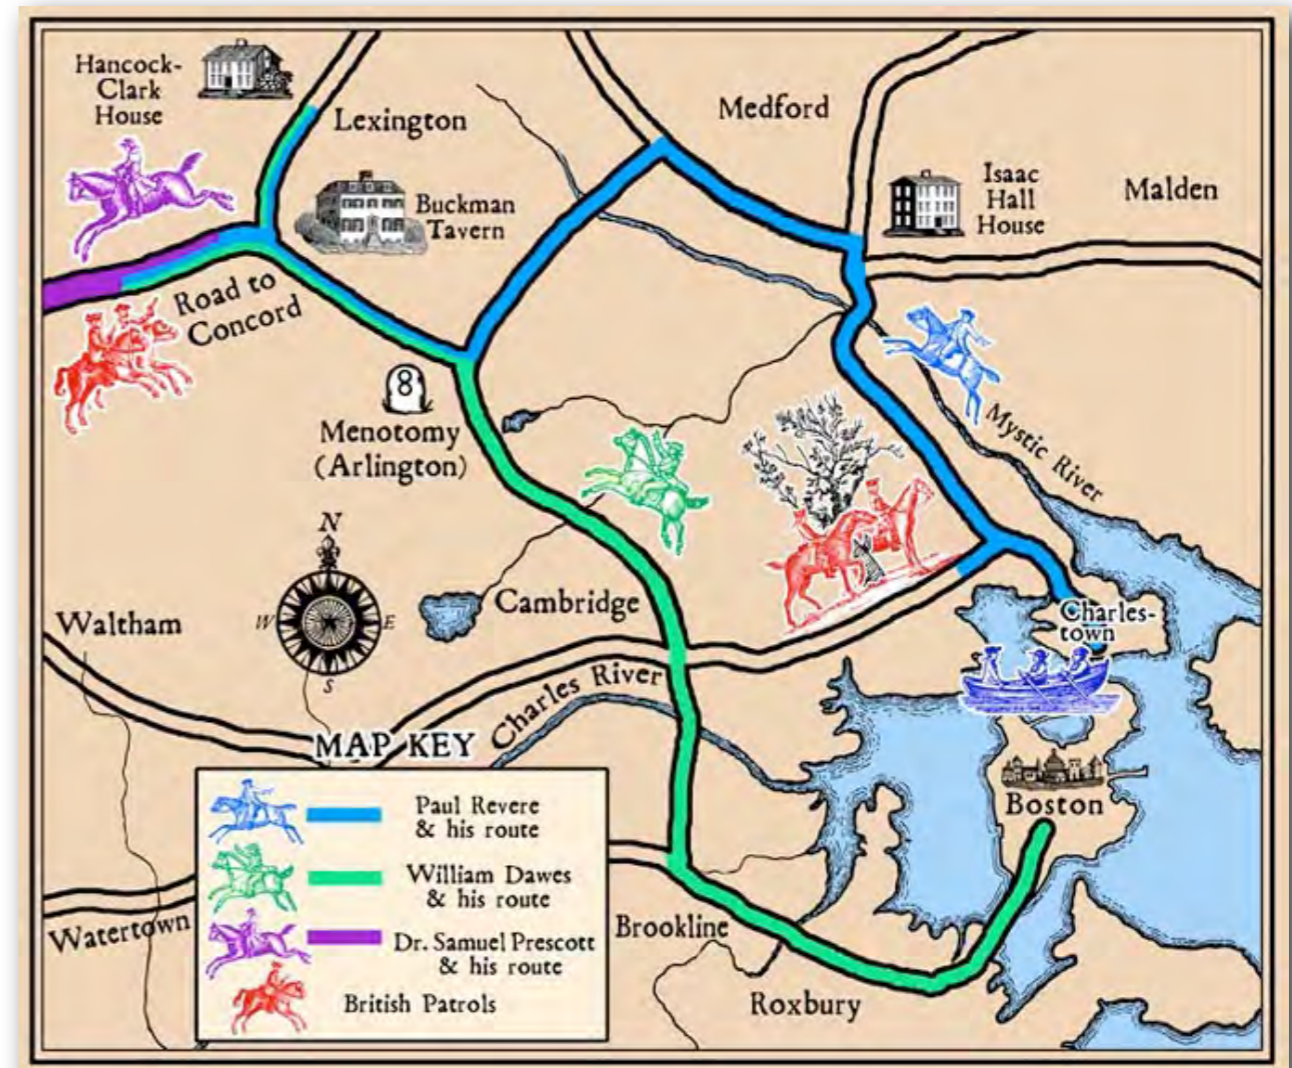 Hancock-
Clark
House
Lexington
Medford
Isaac
Hall
House
Malden
Buckman
Tavern
Road to
Concord
8
Menotomy
(Arlington)
Mystic River
N
W
E
S
Waltham
Cambridge
Charles-
town
Charles River
Boston
MAP KEY
Paul Revere
& his route
William Dawes
& his route
Dr. Samuel Prescott
& his route
British Patrols
Watertown
Brookline
Roxbury